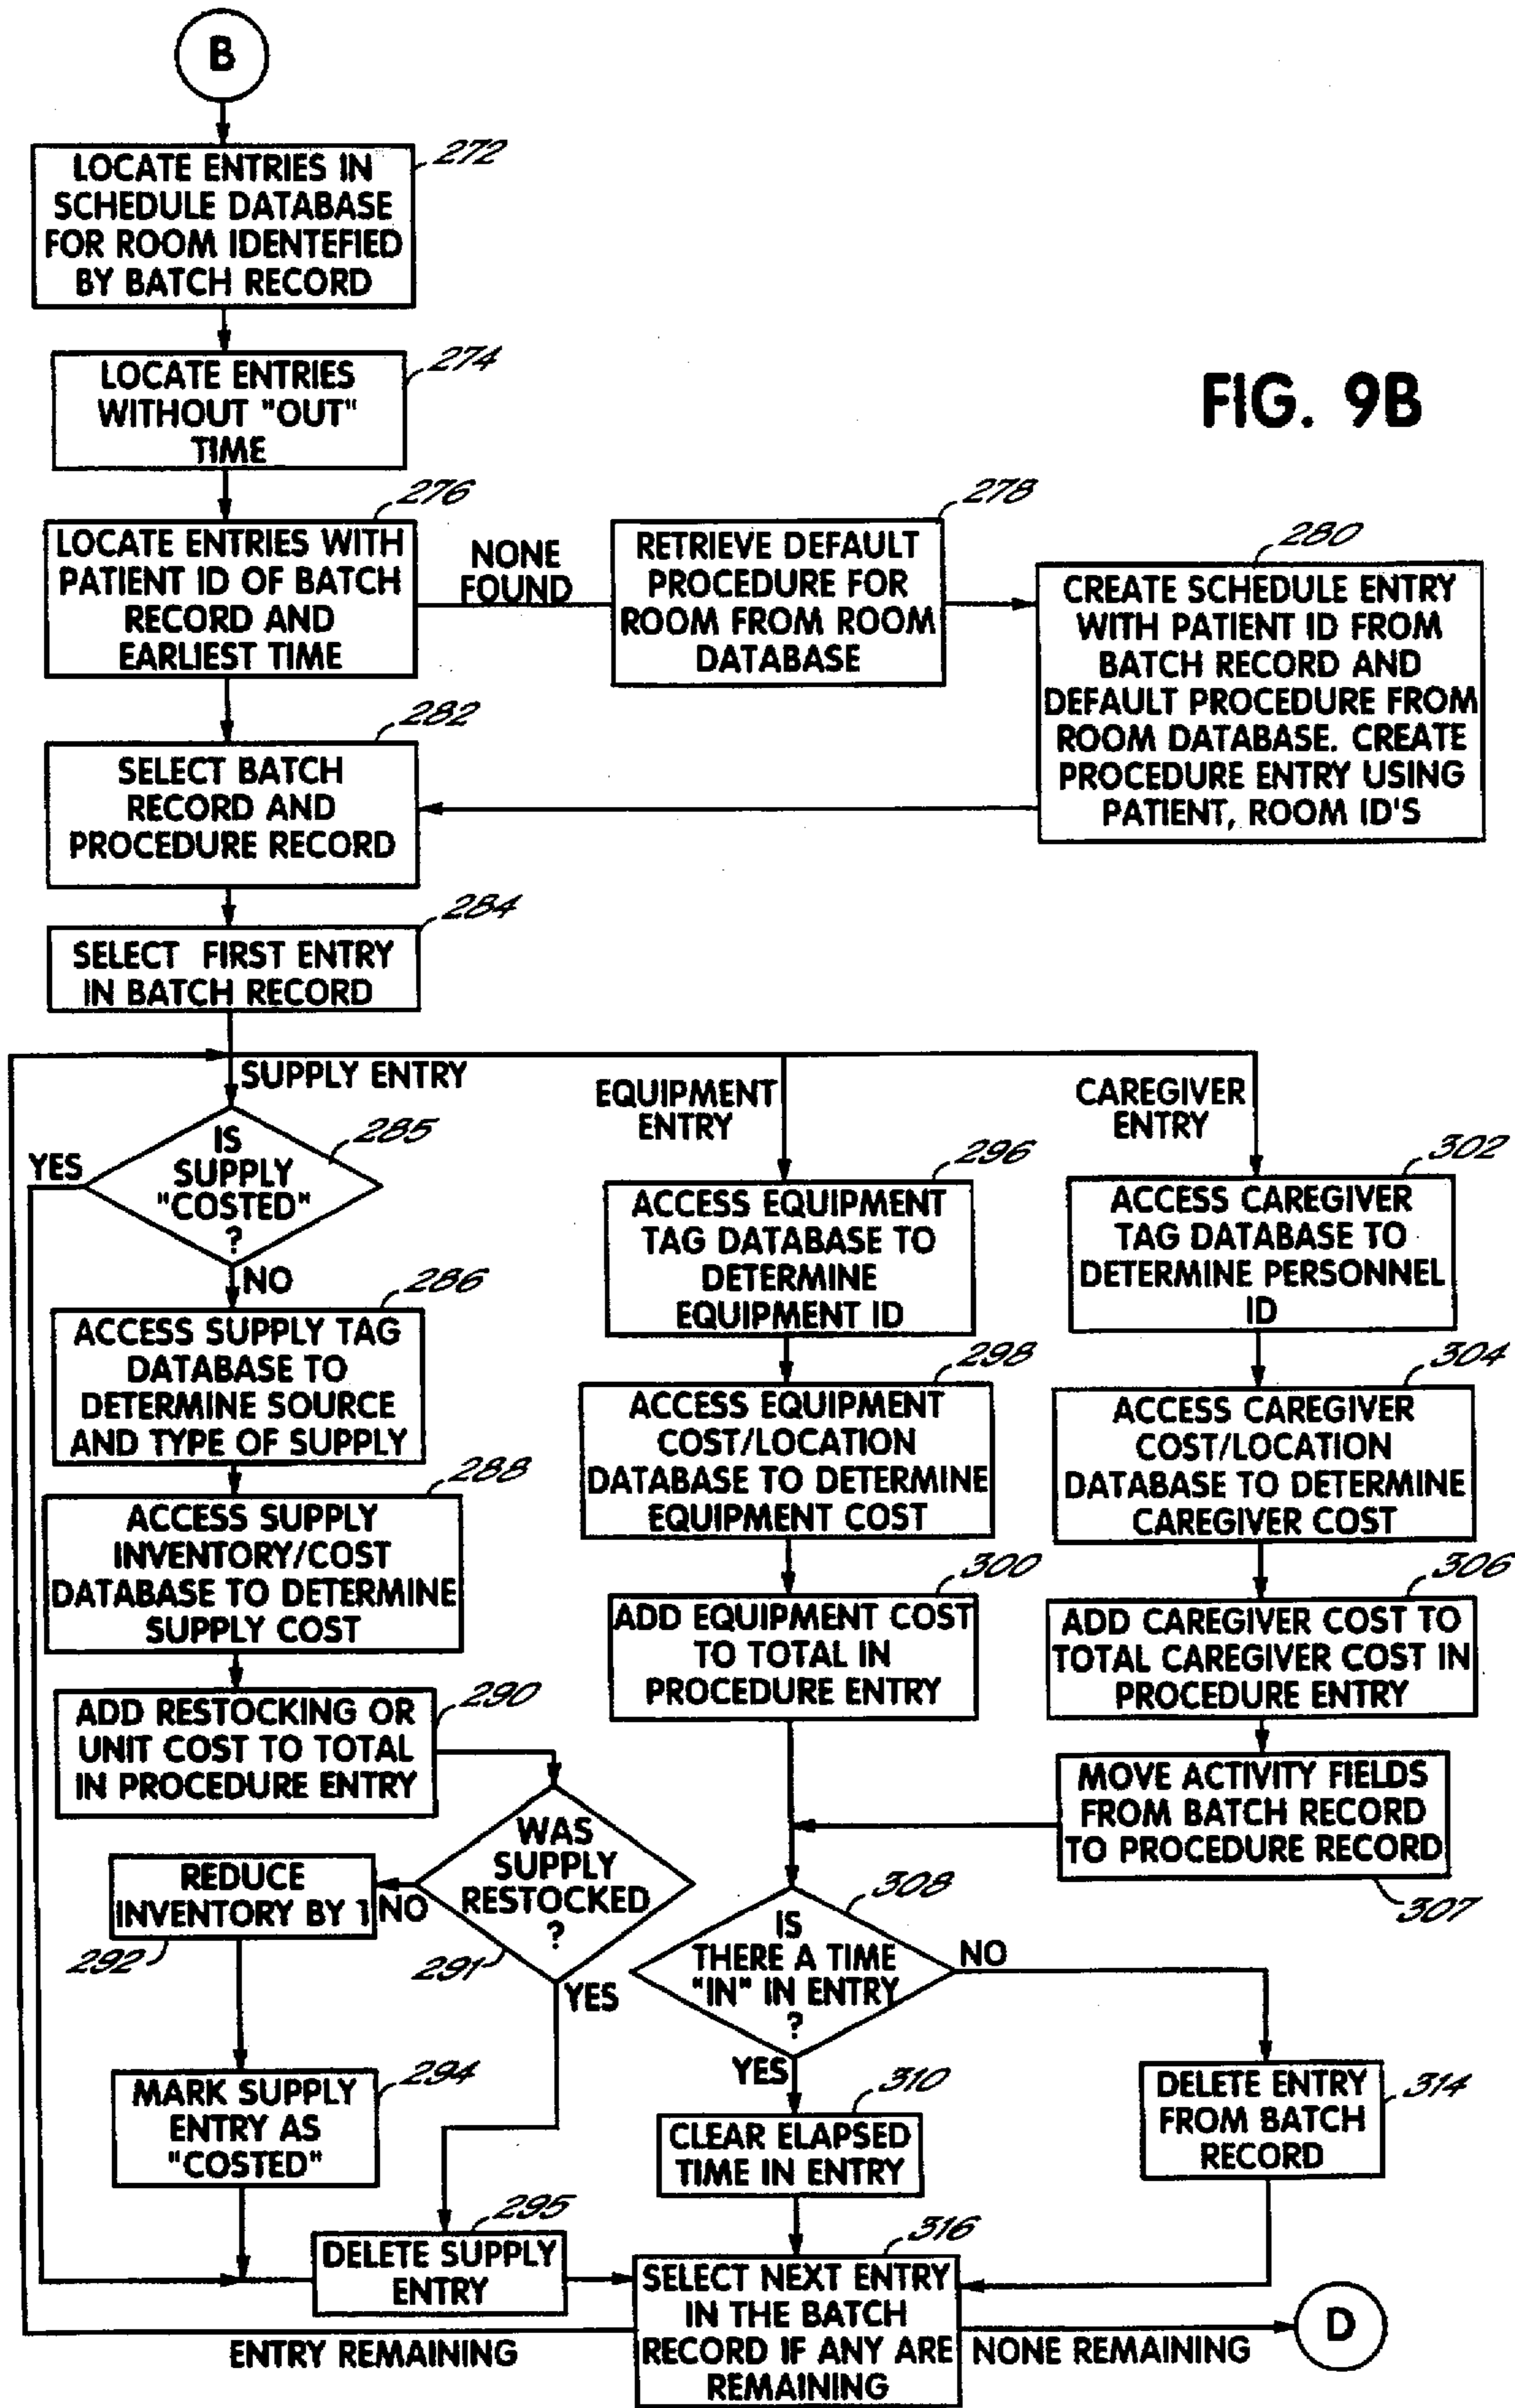 B
272
LOCATE ENTRIES IN
SCHEDULE DATABASE
FOR ROOM IDENTEFIED
BY BATCH RECORD
274
LOCATE ENTRIES
WITHOUT "OUT"
TIME
FIG. 9B
276
LOCATE ENTRIES WITH
PATIENT ID OF BATCH
RECORD AND
EARLIEST TIME
NONE
FOUND
278
RETRIEVE DEFAULT
PROCEDURE FOR
ROOM FROM ROOM
DATABASE
280
CREATE SCHEDULE ENTRY
WITH PATIENT ID FROM
BATCH RECORD AND
DEFAULT PROCEDURE FROM
ROOM DATABASE. CREATE
PROCEDURE ENTRY USING
PATIENT, ROOM ID'S
282
SELECT BATCH
RECORD AND
PROCEDURE RECORD
284
SELECT FIRST ENTRY
IN BATCH RECORD
SUPPLY ENTRY
EQUIPMENT
ENTRY
CAREGIVER
ENTRY
285
IS
SUPPLY
"COSTED"
?
YES
NO
286
ACCESS SUPPLY TAG
DATABASE TO
DETERMINE SOURCE
AND TYPE OF SUPPLY
288
ACCESS SUPPLY
INVENTORY/COST
DATABASE TO DETERMINE
SUPPLY COST
290
ADD RESTOCKING OR
UNIT COST TO TOTAL
IN PROCEDURE ENTRY
WAS
SUPPLY
RESTOCKED
?
291
NO
YES
REDUCE
INVENTORY BY 1
292
294
MARK SUPPLY
ENTRY AS
"COSTED"
295
DELETE SUPPLY
ENTRY
296
ACCESS EQUIPMENT
TAG DATABASE TO
DETERMINE
EQUIPMENT ID
298
ACCESS EQUIPMENT
COST/LOCATION
DATABASE TO DETERMINE
EQUIPMENT COST
300
ADD EQUIPMENT COST
TO TOTAL IN
PROCEDURE ENTRY
302
ACCESS CAREGIVER
TAG DATABASE TO
DETERMINE PERSONNEL
ID
304
ACCESS CAREGIVER
COST/LOCATION
DATABASE TO DETERMINE
CAREGIVER COST
306
ADD CAREGIVER COST TO
TOTAL CAREGIVER COST IN
PROCEDURE ENTRY
MOVE ACTIVITY FIELDS
FROM BATCH RECORD
TO PROCEDURE RECORD
307
308
IS
THERE A TIME
"IN" IN ENTRY
?
NO
YES
310
CLEAR ELAPSED
TIME IN ENTRY
DELETE ENTRY
FROM BATCH
RECORD
314
316
SELECT NEXT ENTRY
IN THE BATCH
RECORD IF ANY ARE
REMAINING
ENTRY REMAINING
NONE REMAINING
D